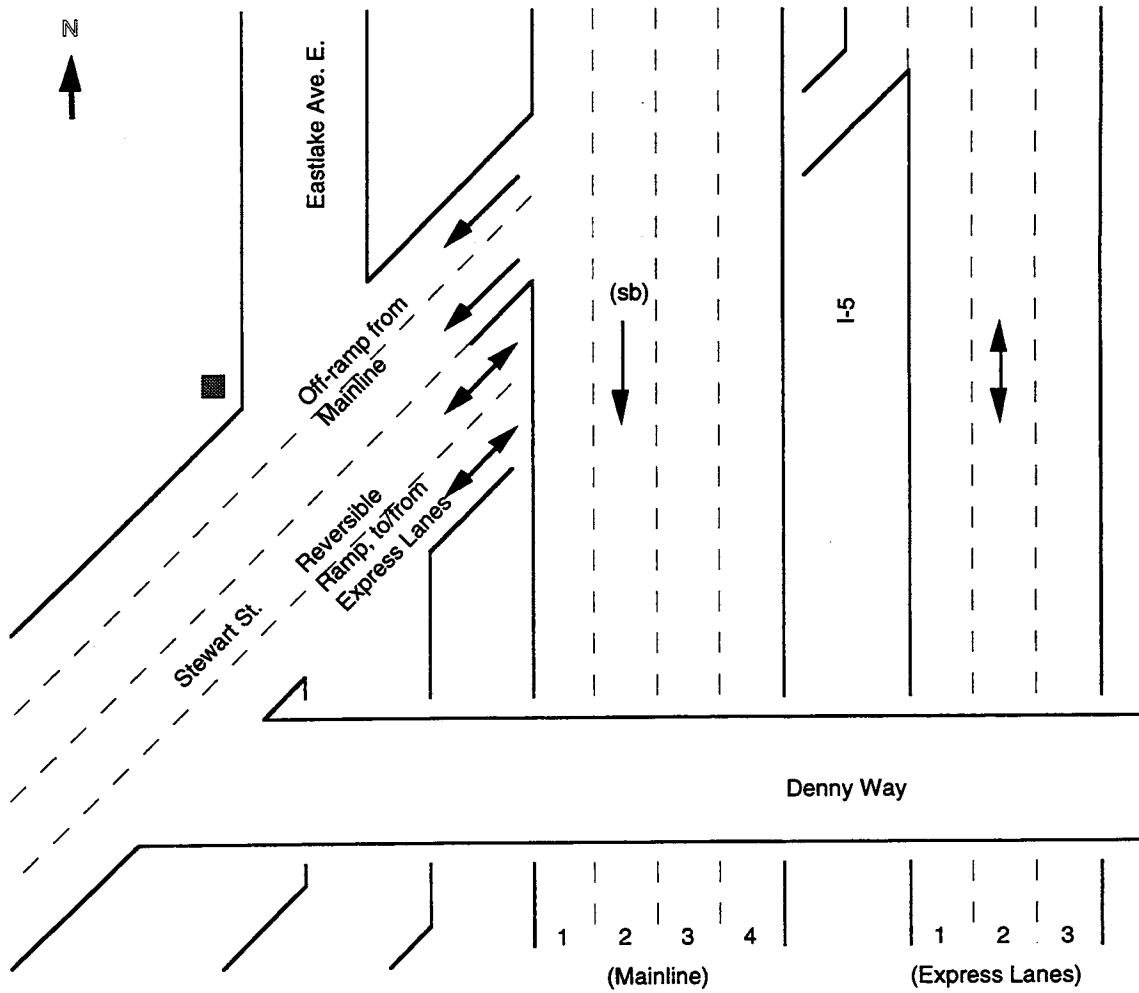 N
Eastlake Ave. E.
(sb)
I-5
Off-ramp from
Mainline
Reversible
Ramp, to/from
Express Lanes
Stewart St.
Denny Way
1 2 3 4 1 2 3
(Mainline) (Express Lanes)